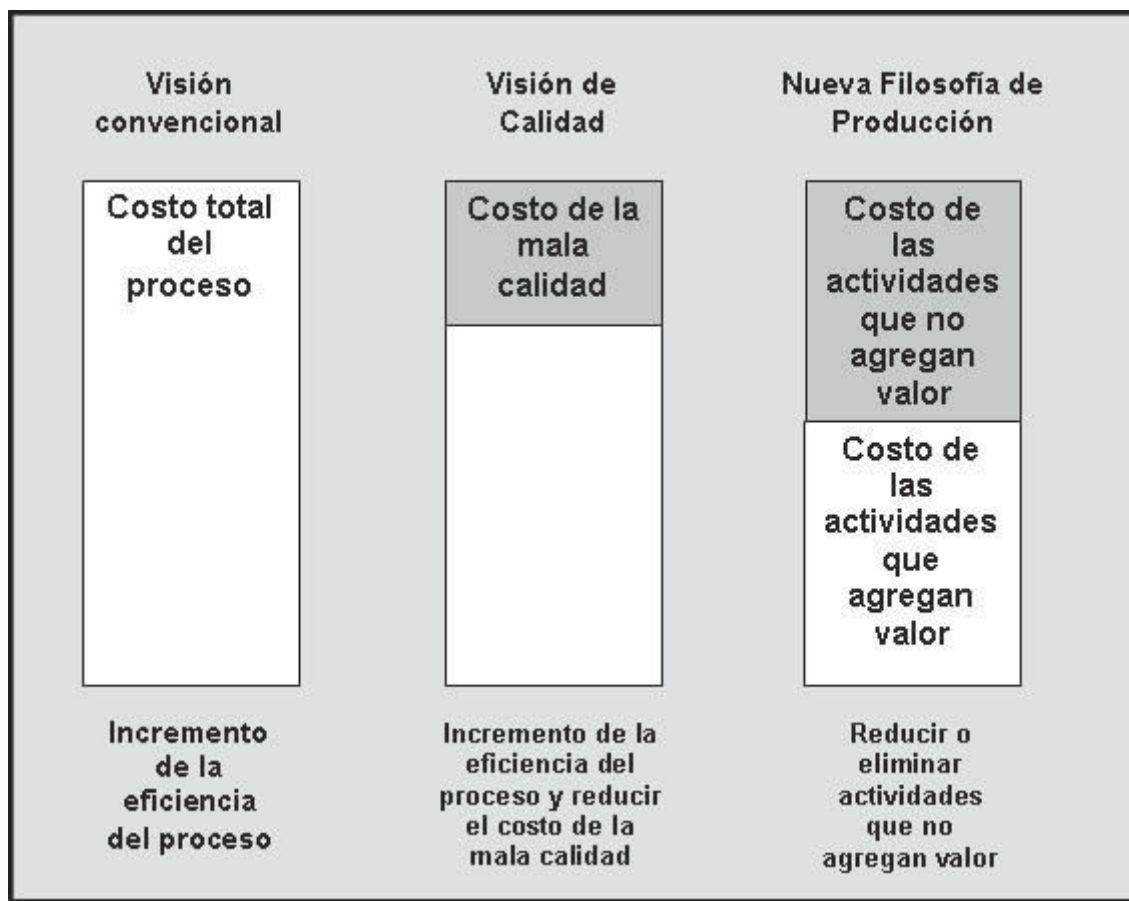 Visión
convencional
Costo total
del
proceso
Incremento
de la
eficiencia
del proceso
Visión de
Calidad
Costo de la
mala
calidad
Incremento de la
eficiencia del
proceso y reducir
el costo de la
mala calidad
Nueva Filosofía de
Producción
Costo de
las
actividades
que no
agregan
valor
Costo de
las
actividades
que
agregan
valor
Reducir o
eliminar
actividades
que no
agregan valor